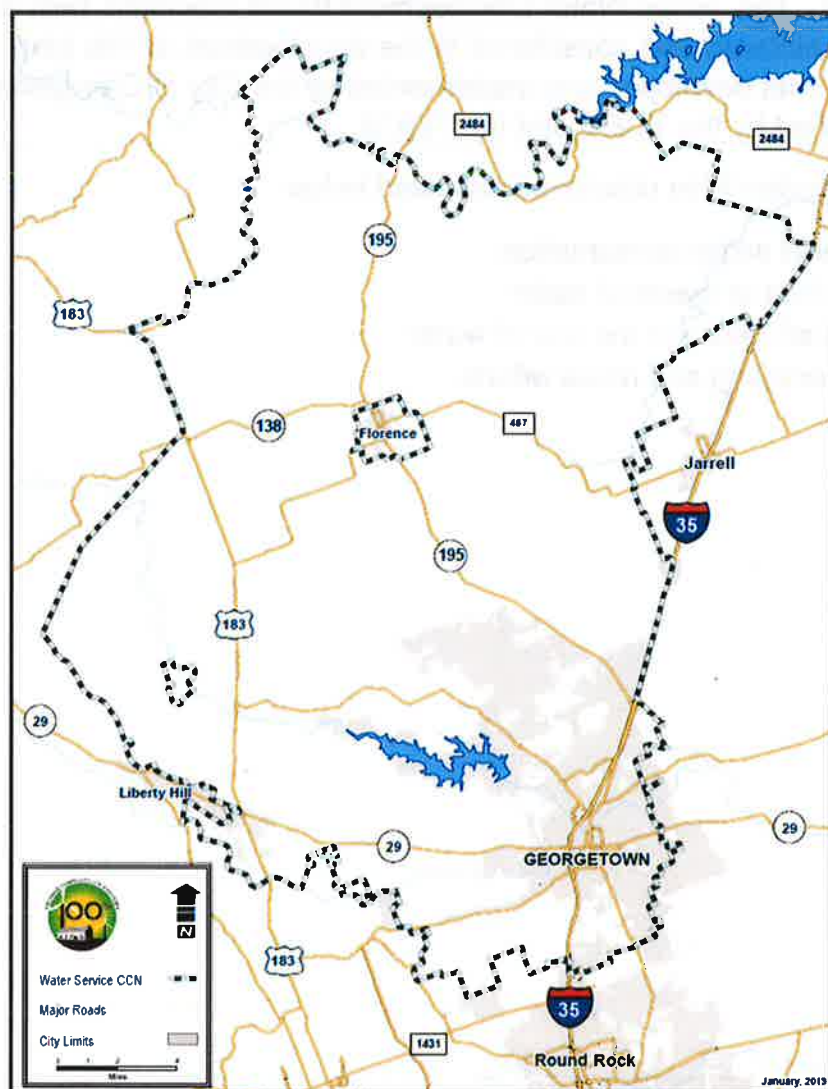 2484
2484
195
183
138
Florence
487
Jarrell
35
195
183
29
Liberty Hill
29
29
GEORGETOWN
100
N
Water Service CCN
183
Major Roads
35
City Limits
1431
Miles
Round Rock
January, 2013